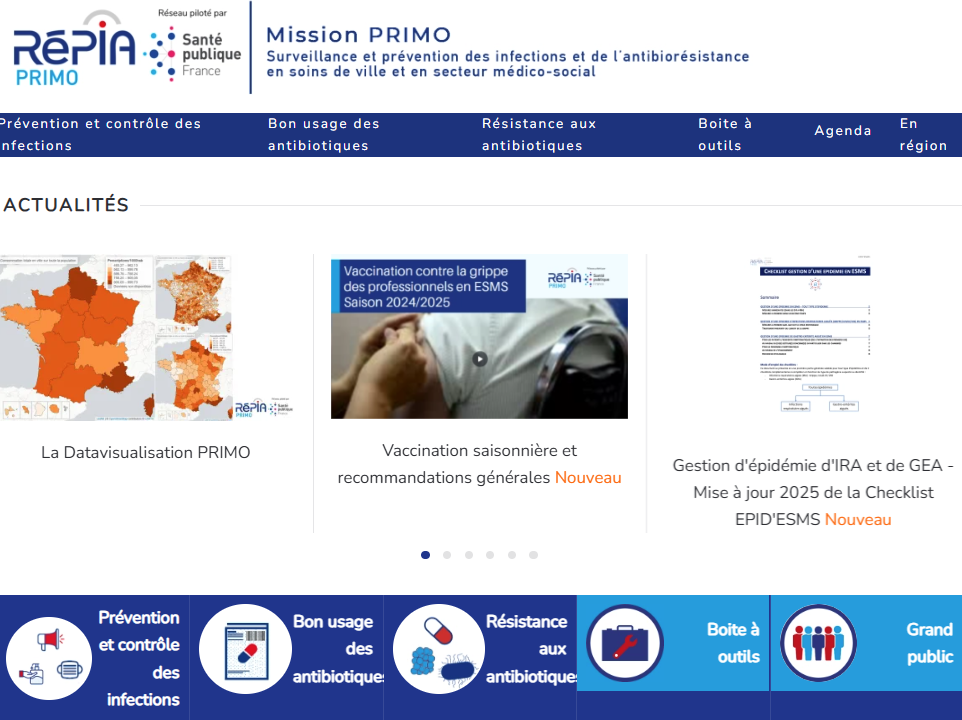 Réseau piloté par
RéPIA
PRIMO
Santé
publique
France
Mission PRIMO
Surveillance et prévention des infections et de l'antibiorésistance
en soins de ville et en secteur médico-social
Prévention et contrôle des
nfections
Bon usage des
antibiotiques
Résistance aux
antibiotiques
Boite à
outils
Agenda
En
région
ACTUALITÉS
Vaccination contre la grippe
des professionnels en ESMS
Saison 2024/2025
RéPIA
PRIMO
CHECKLIST GESTION D'UNE EPIDEMIE EN ESMS
Sommaire
RéPIA
PRIMO
La Datavisualisation PRIMO
Vaccination saisonnière et
recommandations générales Nouveau
Gestion d'épidémie d'IRA et de GEA -
Mise à jour 2025 de la Checklist
EPID'ESMS Nouveau
Prévention
et contrôle
des
infections
Bon usage
des
antibiotiques
Résistance
aux
antibiotiques
Boite à
outils
Grand
public